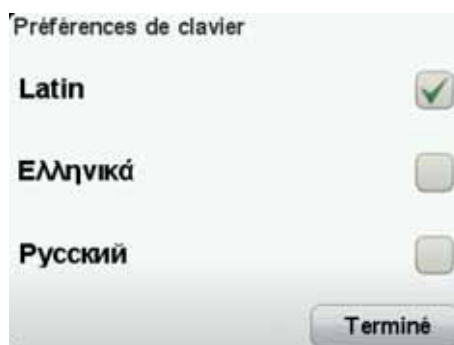 Préférences de clavier
Latin
Ελληνικά
Русский
Terminé